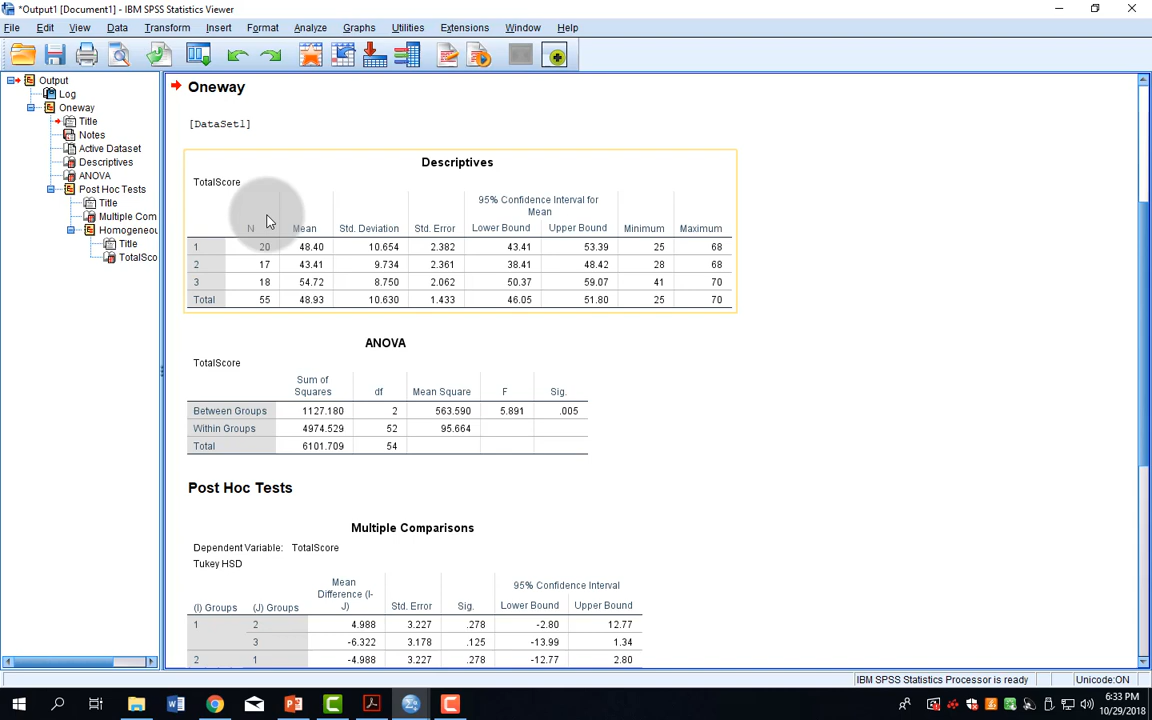 *Output1 [Document1] - IBM SPSS Statistics Viewer
File Edit View Data Transform Insert Format Analyze Graphs Utilities Extensions Window Help
Output
Log
Oneway
Title
Notes
Active Dataset
Descriptives
ANOVA
Post Hoc Tests
Title
Multiple Com
Homogeneou
Title
TotalSco
Oneway
[DataSet1]
Descriptives
TotalScore
95% Confidence Interval for
Mean
N Mean Std. Deviation Std. Error Lower Bound Upper Bound Minimum Maximum
1 20 48.40 10.654 2.382 43.41 53.39 25 68
2 17 43.41 9.734 2.361 38.41 48.42 28 68
3 18 54.72 8.750 2.062 50.37 59.07 41 70
Total 55 48.93 10.630 1.433 46.05 51.80 25 70
ANOVA
TotalScore
Sum of
Squares df Mean Square F Sig.
Between Groups 1127.180 2 563.590 5.891 .005
Within Groups 4974.529 52 95.664
Total 6101.709 54
Post Hoc Tests
Multiple Comparisons
Dependent Variable: TotalScore
Tukey HSD
Mean
Difference (I-
J)
95% Confidence Interval
(I) Groups (J) Groups Std. Error Sig. Lower Bound Upper Bound
1 2 4.988 3.227 .278 -2.80 12.77
3 -6.322 3.178 .125 -13.99 1.34
2 1 -4.988 3.227 .278 -12.77 2.80
IBM SPSS Statistics Processor is ready Unicode:ON
6:33 PM
10/29/2018